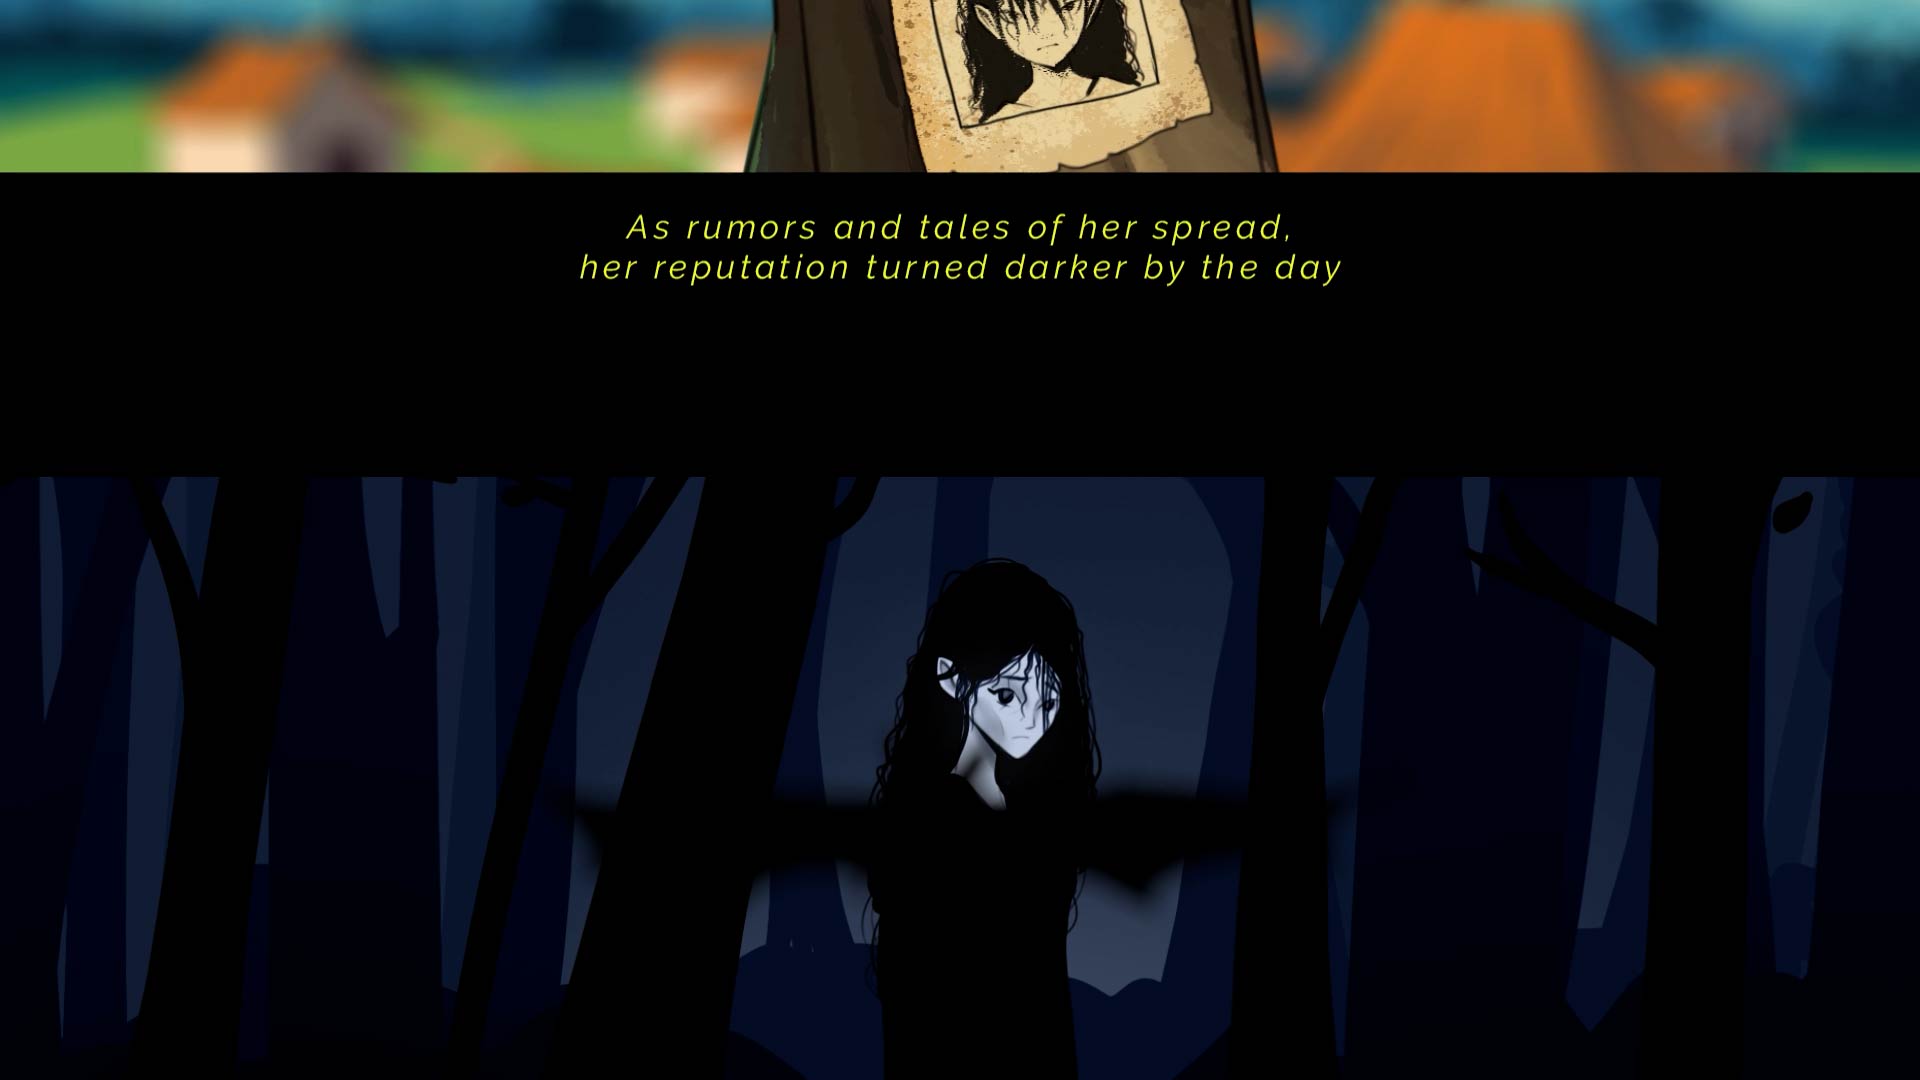 As rumors and tales of her spread,
her reputation turned darker by the day